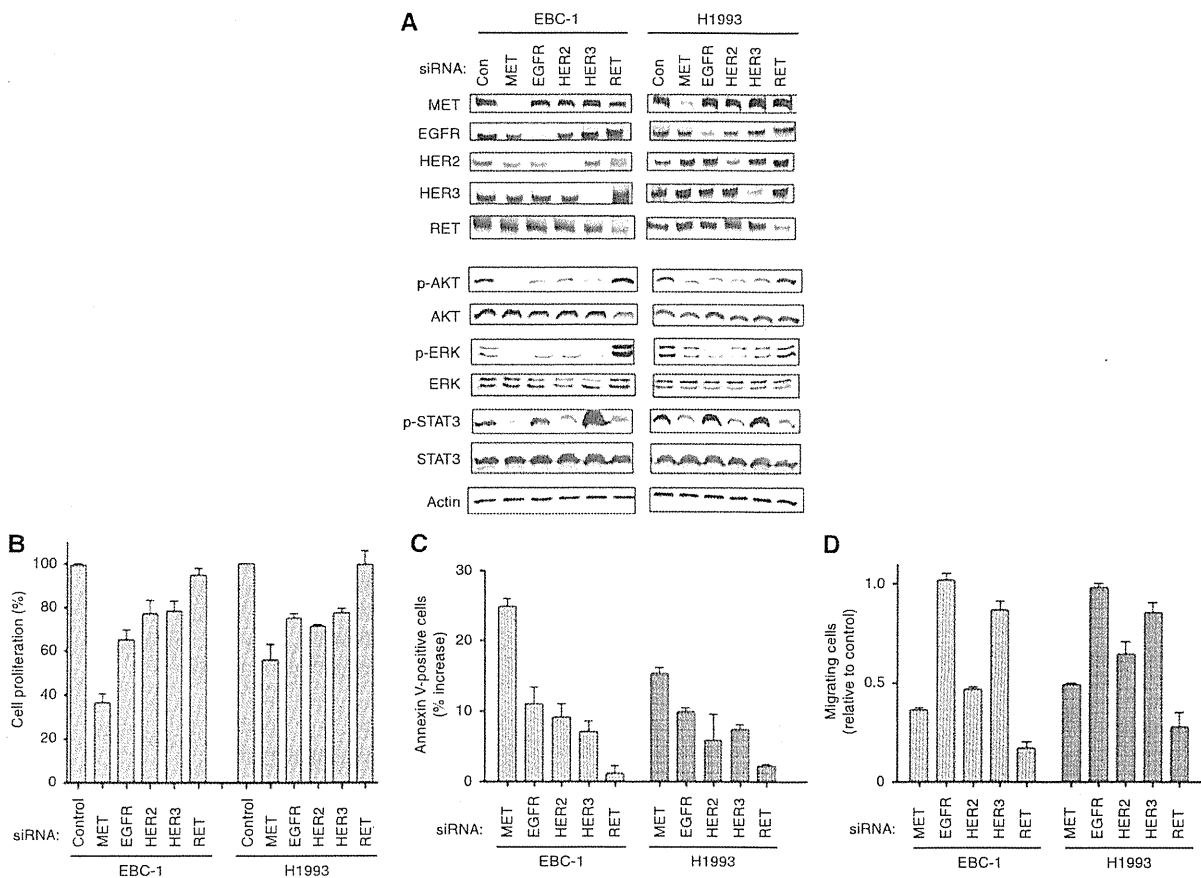 A
EBC-1 H1993
siRNA: Con MET EGFR HER2 HER3 RET Con MET EGFR HER2 HER3 RET
MET
EGFR
HER2
HER3
RET
p-AKT
AKT
p-ERK
ERK
p-STAT3
STAT3
Actin
B
Cell proliferation (%)
100
80
60
40
20
0
siRNA: Control MET EGFR HER2 HER3 RET Control MET EGFR HER2 HER3 RET
EBC-1 H1993
C
Annexin V-positive cells
(% increase)
30
20
10
0
siRNA: MET EGFR HER2 HER3 RET MET EGFR HER2 HER3 RET
EBC-1 H1993
D
Migrating cells
(relative to control)
1.0
0.5
0
siRNA: MET EGFR HER2 HER3 RET MET EGFR HER2 HER3 RET
EBC-1 H1993